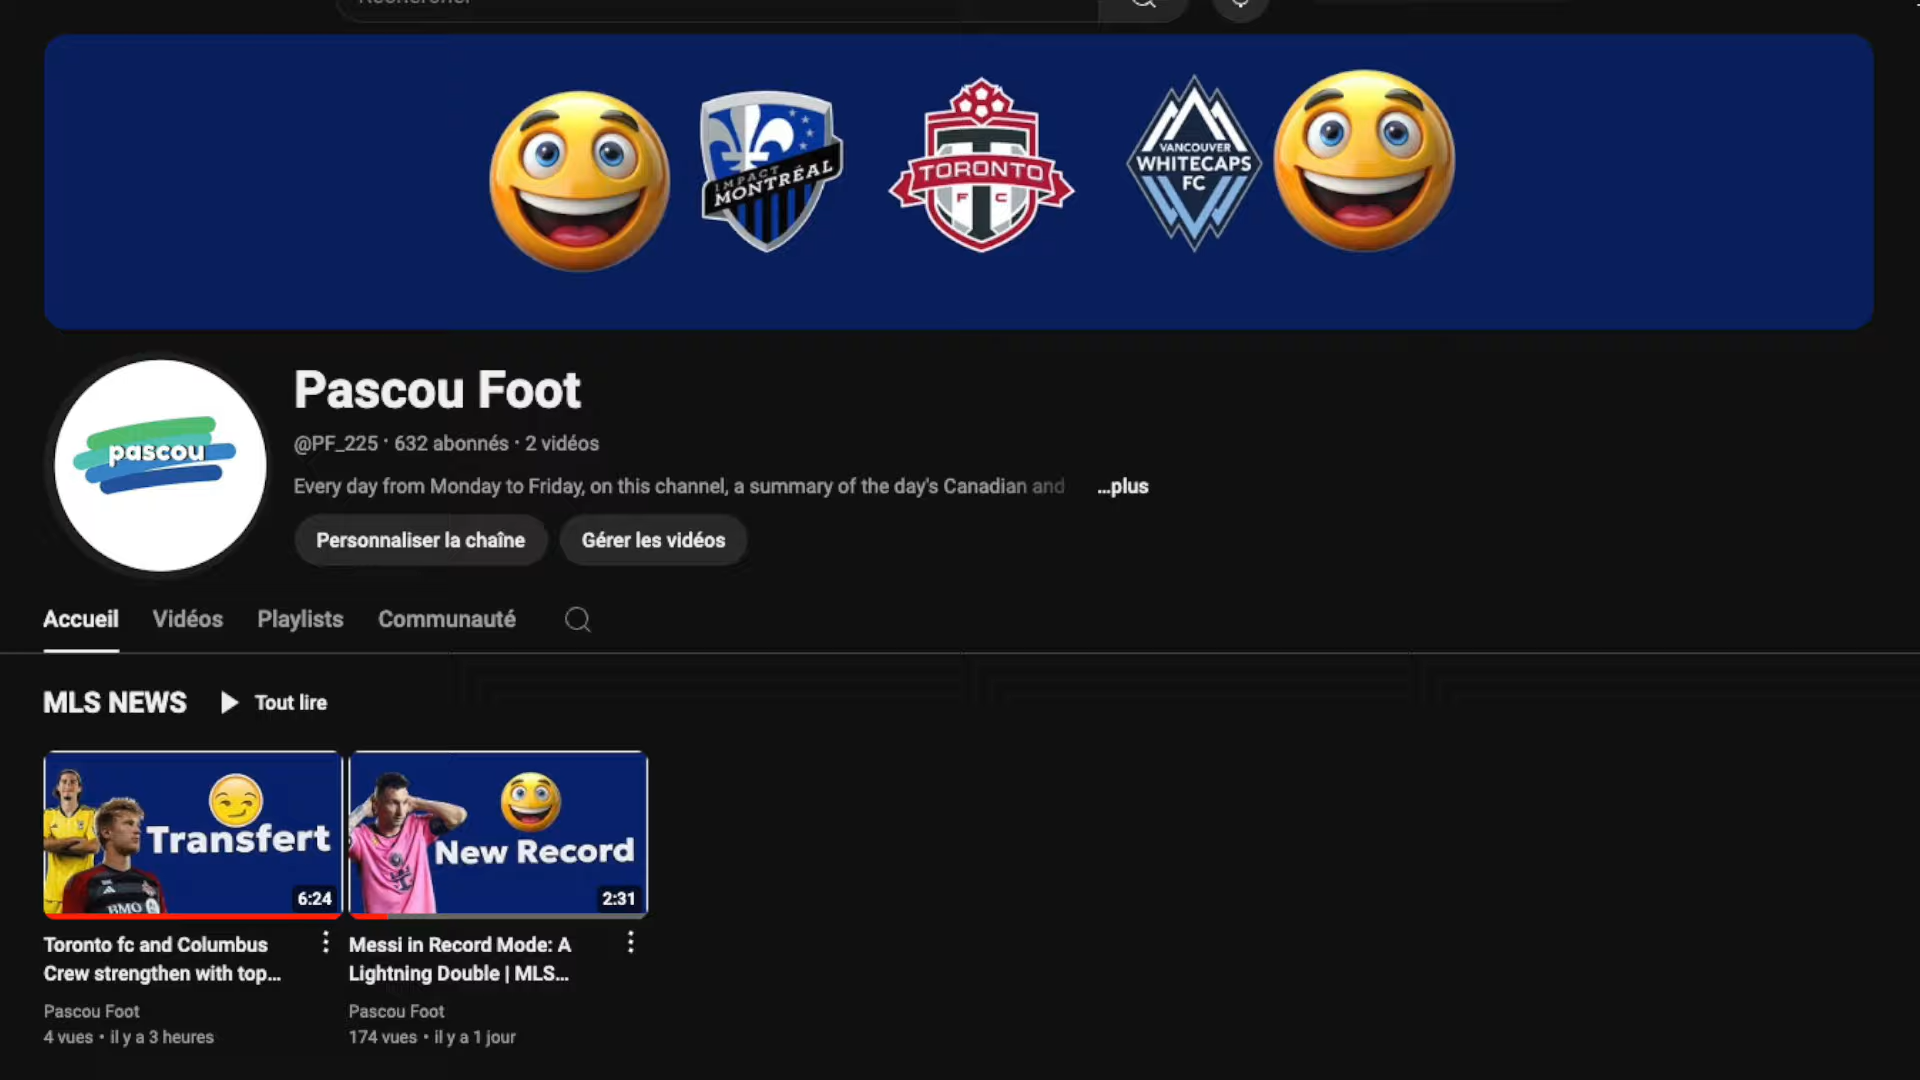 Rechercher
IMPACT
MONTRÉAL
TORONTO
F C
VANCOUVER
WHITECAPS
FC
pascou
Pascou Foot
@PF_225 · 632 abonnés · 2 vidéos
Every day from Monday to Friday, on this channel, a summary of the day's Canadian and ...plus
Personnaliser la chaîne Gérer les vidéos
Accueil Vidéos Playlists Communauté
MLS NEWS Tout lire
Transfert
BMO
6:24
New Record
2:31
Toronto fc and Columbus
Crew strengthen with top...
Pascou Foot
4 vues · il y a 3 heures
Messi in Record Mode: A
Lightning Double | MLS...
Pascou Foot
174 vues · il y a 1 jour